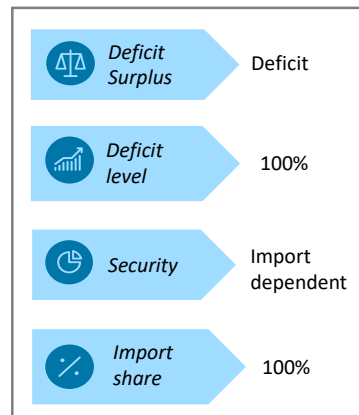 Deficit
Surplus
Deficit
Deficit
level
100%
Security
Import
dependent
Import
share
100%